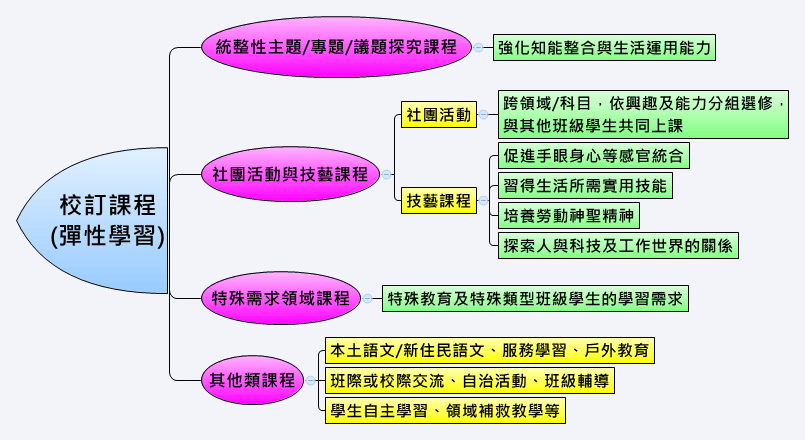 校訂課程
(彈性學習)
統整性主題/專題/議題探究課程
強化知能整合與生活運用能力
社團活動與技藝課程
社團活動
跨領域/科目，依興趣及能力分組選修，
與其他班級學生共同上課
技藝課程
促進手眼身心等感官統合
習得生活所需實用技能
培養勞動神聖精神
探索人與科技及工作世界的關係
特殊需求領域課程
特殊教育及特殊類型班級學生的學習需求
其他類課程
本土語文/新住民語文、服務學習、戶外教育
班際或校際交流、自治活動、班級輔導
學生自主學習、領域補救教學等